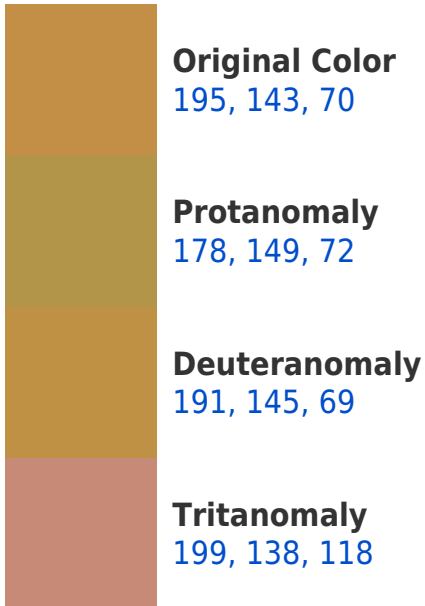 Original Color
195, 143, 70
Protanomaly
178, 149, 72
Deuteranomaly
191, 145, 69
Tritanomaly
199, 138, 118